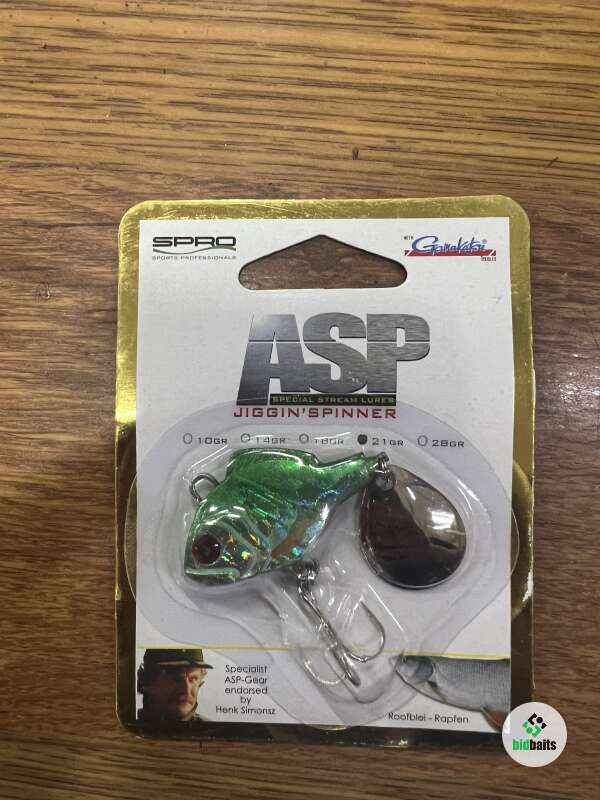 SPRO
SPORTS PROFESSIONALS
WITH
Gamakatsu®
TREBLES
ASP
SPECIAL STREAM LURES
JIGGIN'SPINNER
10GR 14GR 18GR 21GR 28GR
Specialist
ASP-Gear
endorsed
by
Henk Simonsz
Roofblei - Rapfen
bidbaits